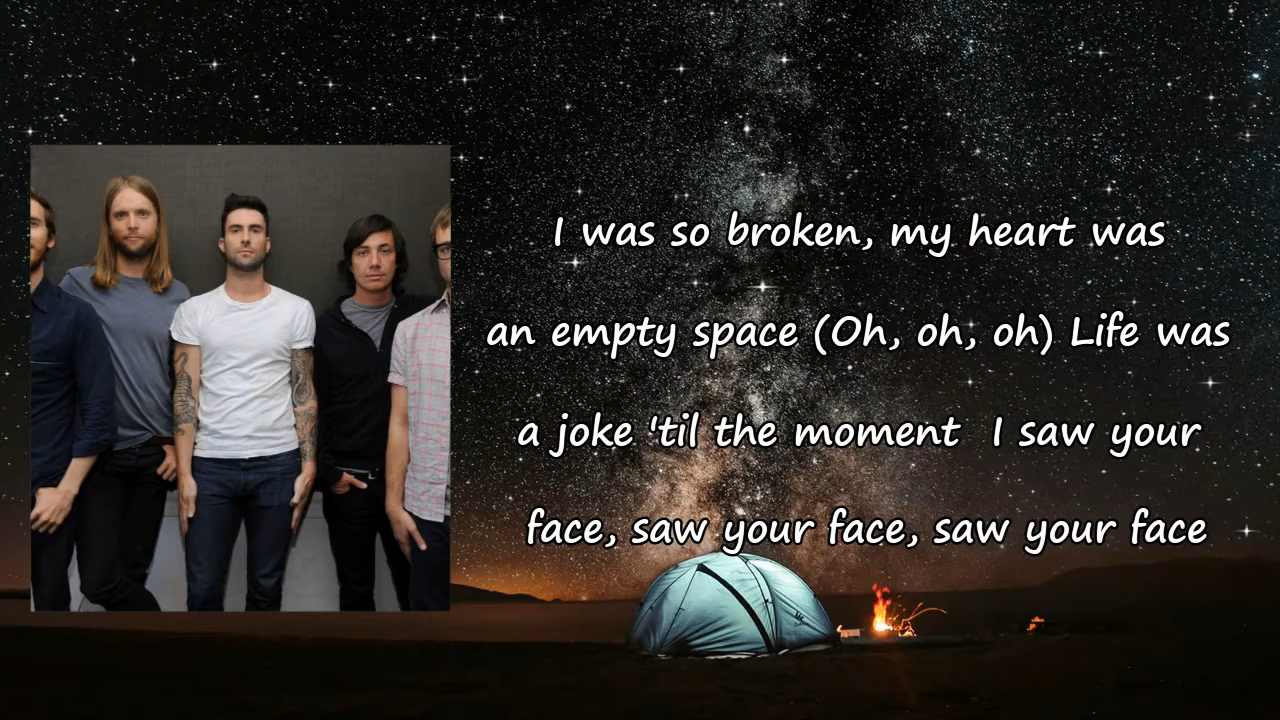 I was so broken, my heart was
an empty space (Oh, oh, oh) Life was
a joke 'til the moment  I saw your
face, saw your face, saw your face